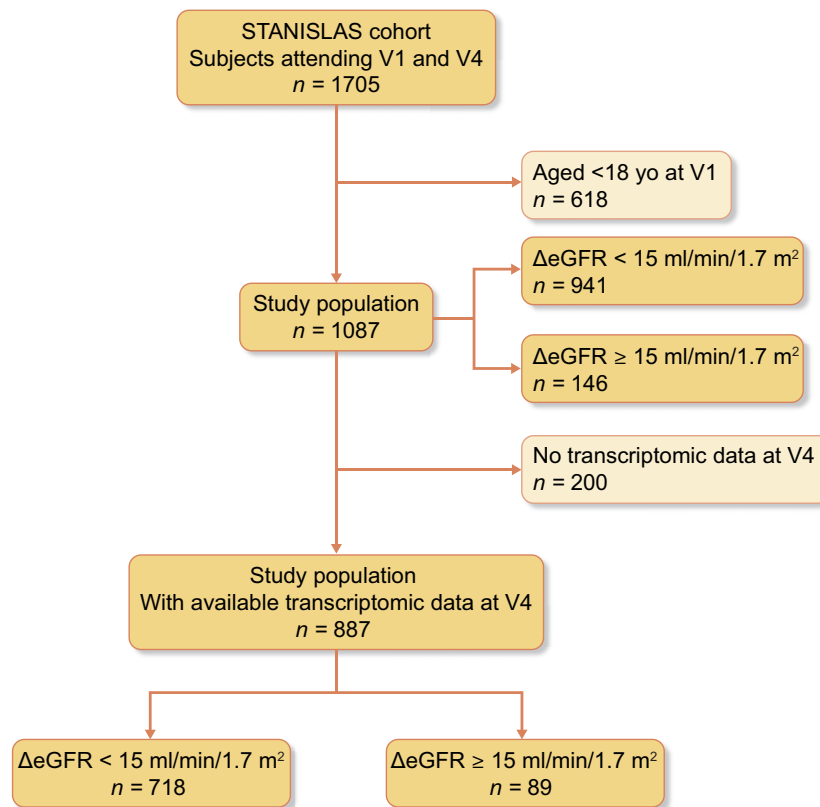 STANISLAS cohort
Subjects attending V1 and V4
n = 1705
Aged <18 yo at V1
n = 618
ΔeGFR < 15 ml/min/1.7 m²
n = 941
Study population
n = 1087
ΔeGFR ≥ 15 ml/min/1.7 m²
n = 146
No transcriptomic data at V4
n = 200
Study population
With available transcriptomic data at V4
n = 887
ΔeGFR < 15 ml/min/1.7 m²
n = 718
ΔeGFR ≥ 15 ml/min/1.7 m²
n = 89